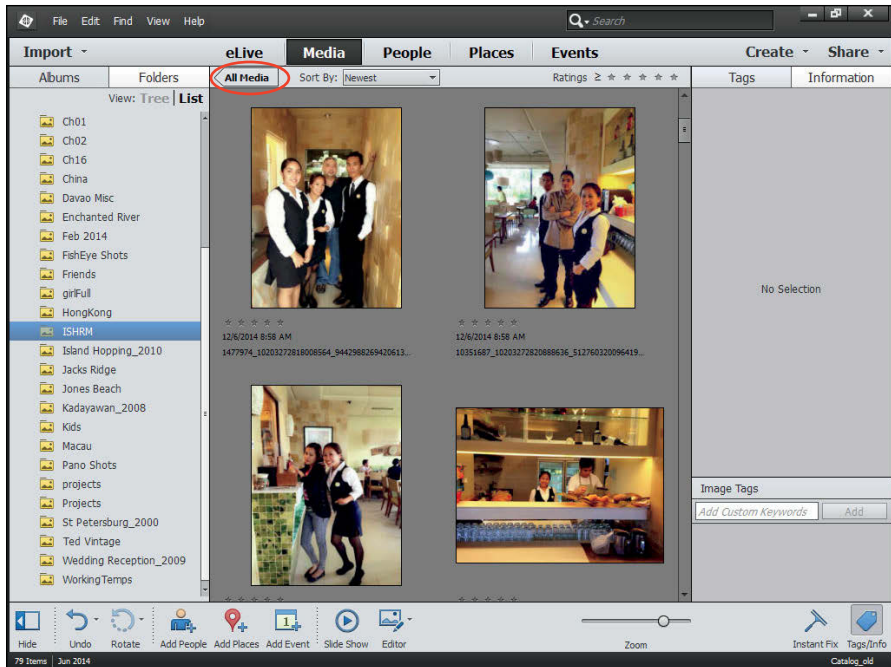 File Edit Find View Help
Search
Import
eLive Media People Places Events
Create Share
Albums Folders
All Media Sort By: Newest
Ratings ≥
Tags Information
View: Tree | List
Ch01
Ch02
Ch16
China
Davao Misc
Enchanted River
Feb 2014
FishEye Shots
Friends
girlFull
HongKong
ISHRM
Island Hopping_2010
Jacks Ridge
Jones Beach
Kadayawan_2008
Kids
Macau
Pano Shots
projects
Projects
St Petersburg_2000
Ted Vintage
Wedding Reception_2009
WorkingTemps
12/6/2014 8:58 AM
1477974_10203272818008564_9442988269420613...
12/6/2014 8:58 AM
10351687_10203272820888636_512760320096419...
No Selection
Image Tags
Add Custom Keywords Add
Hide Undo Rotate Add People Add Places Add Event Slide Show Editor Zoom Instant Fix Tags/Info
79 Items Jun 2014 Catalog_old